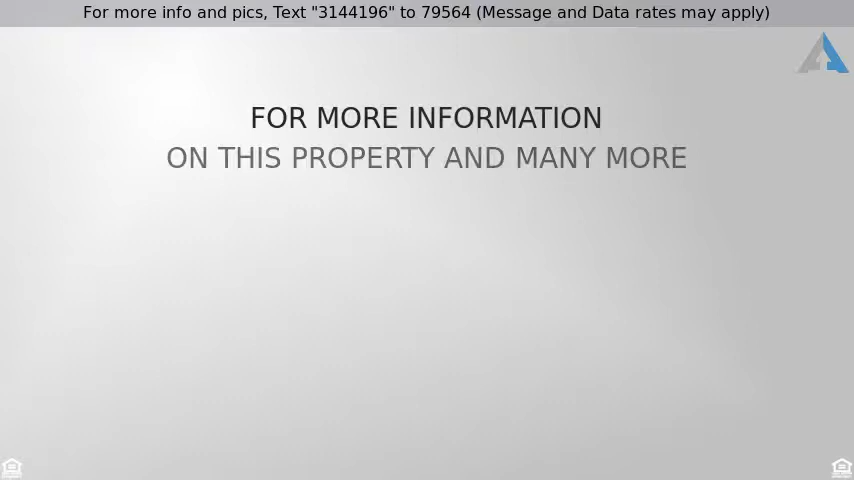 For more info and pics, Text "3144196" to 79564 (Message and Data rates may apply)
FOR MORE INFORMATION
ON THIS PROPERTY AND MANY MORE